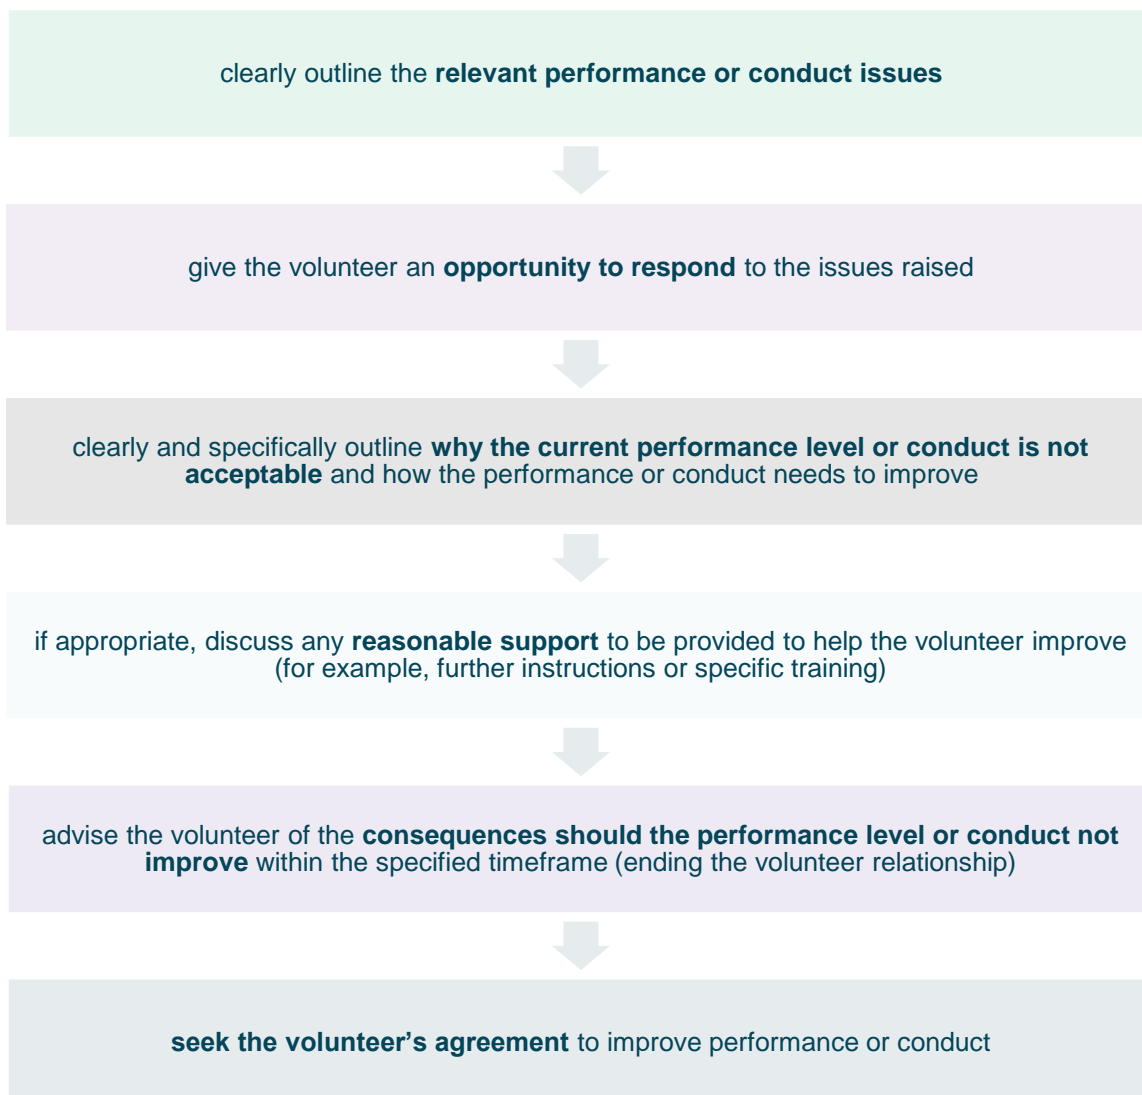 clearly outline the relevant performance or conduct issues
give the volunteer an opportunity to respond to the issues raised
clearly and specifically outline why the current performance level or conduct is not
acceptable and how the performance or conduct needs to improve
if appropriate, discuss any reasonable support to be provided to help the volunteer improve
(for example, further instructions or specific training)
advise the volunteer of the consequences should the performance level or conduct not
improve within the specified timeframe (ending the volunteer relationship)
seek the volunteer's agreement to improve performance or conduct